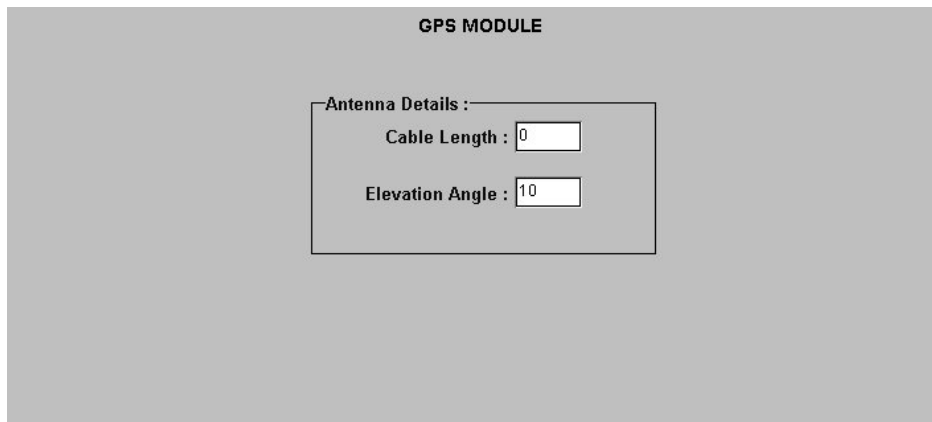 GPS MODULE
Antenna Details :
Cable Length : 0
Elevation Angle : 10